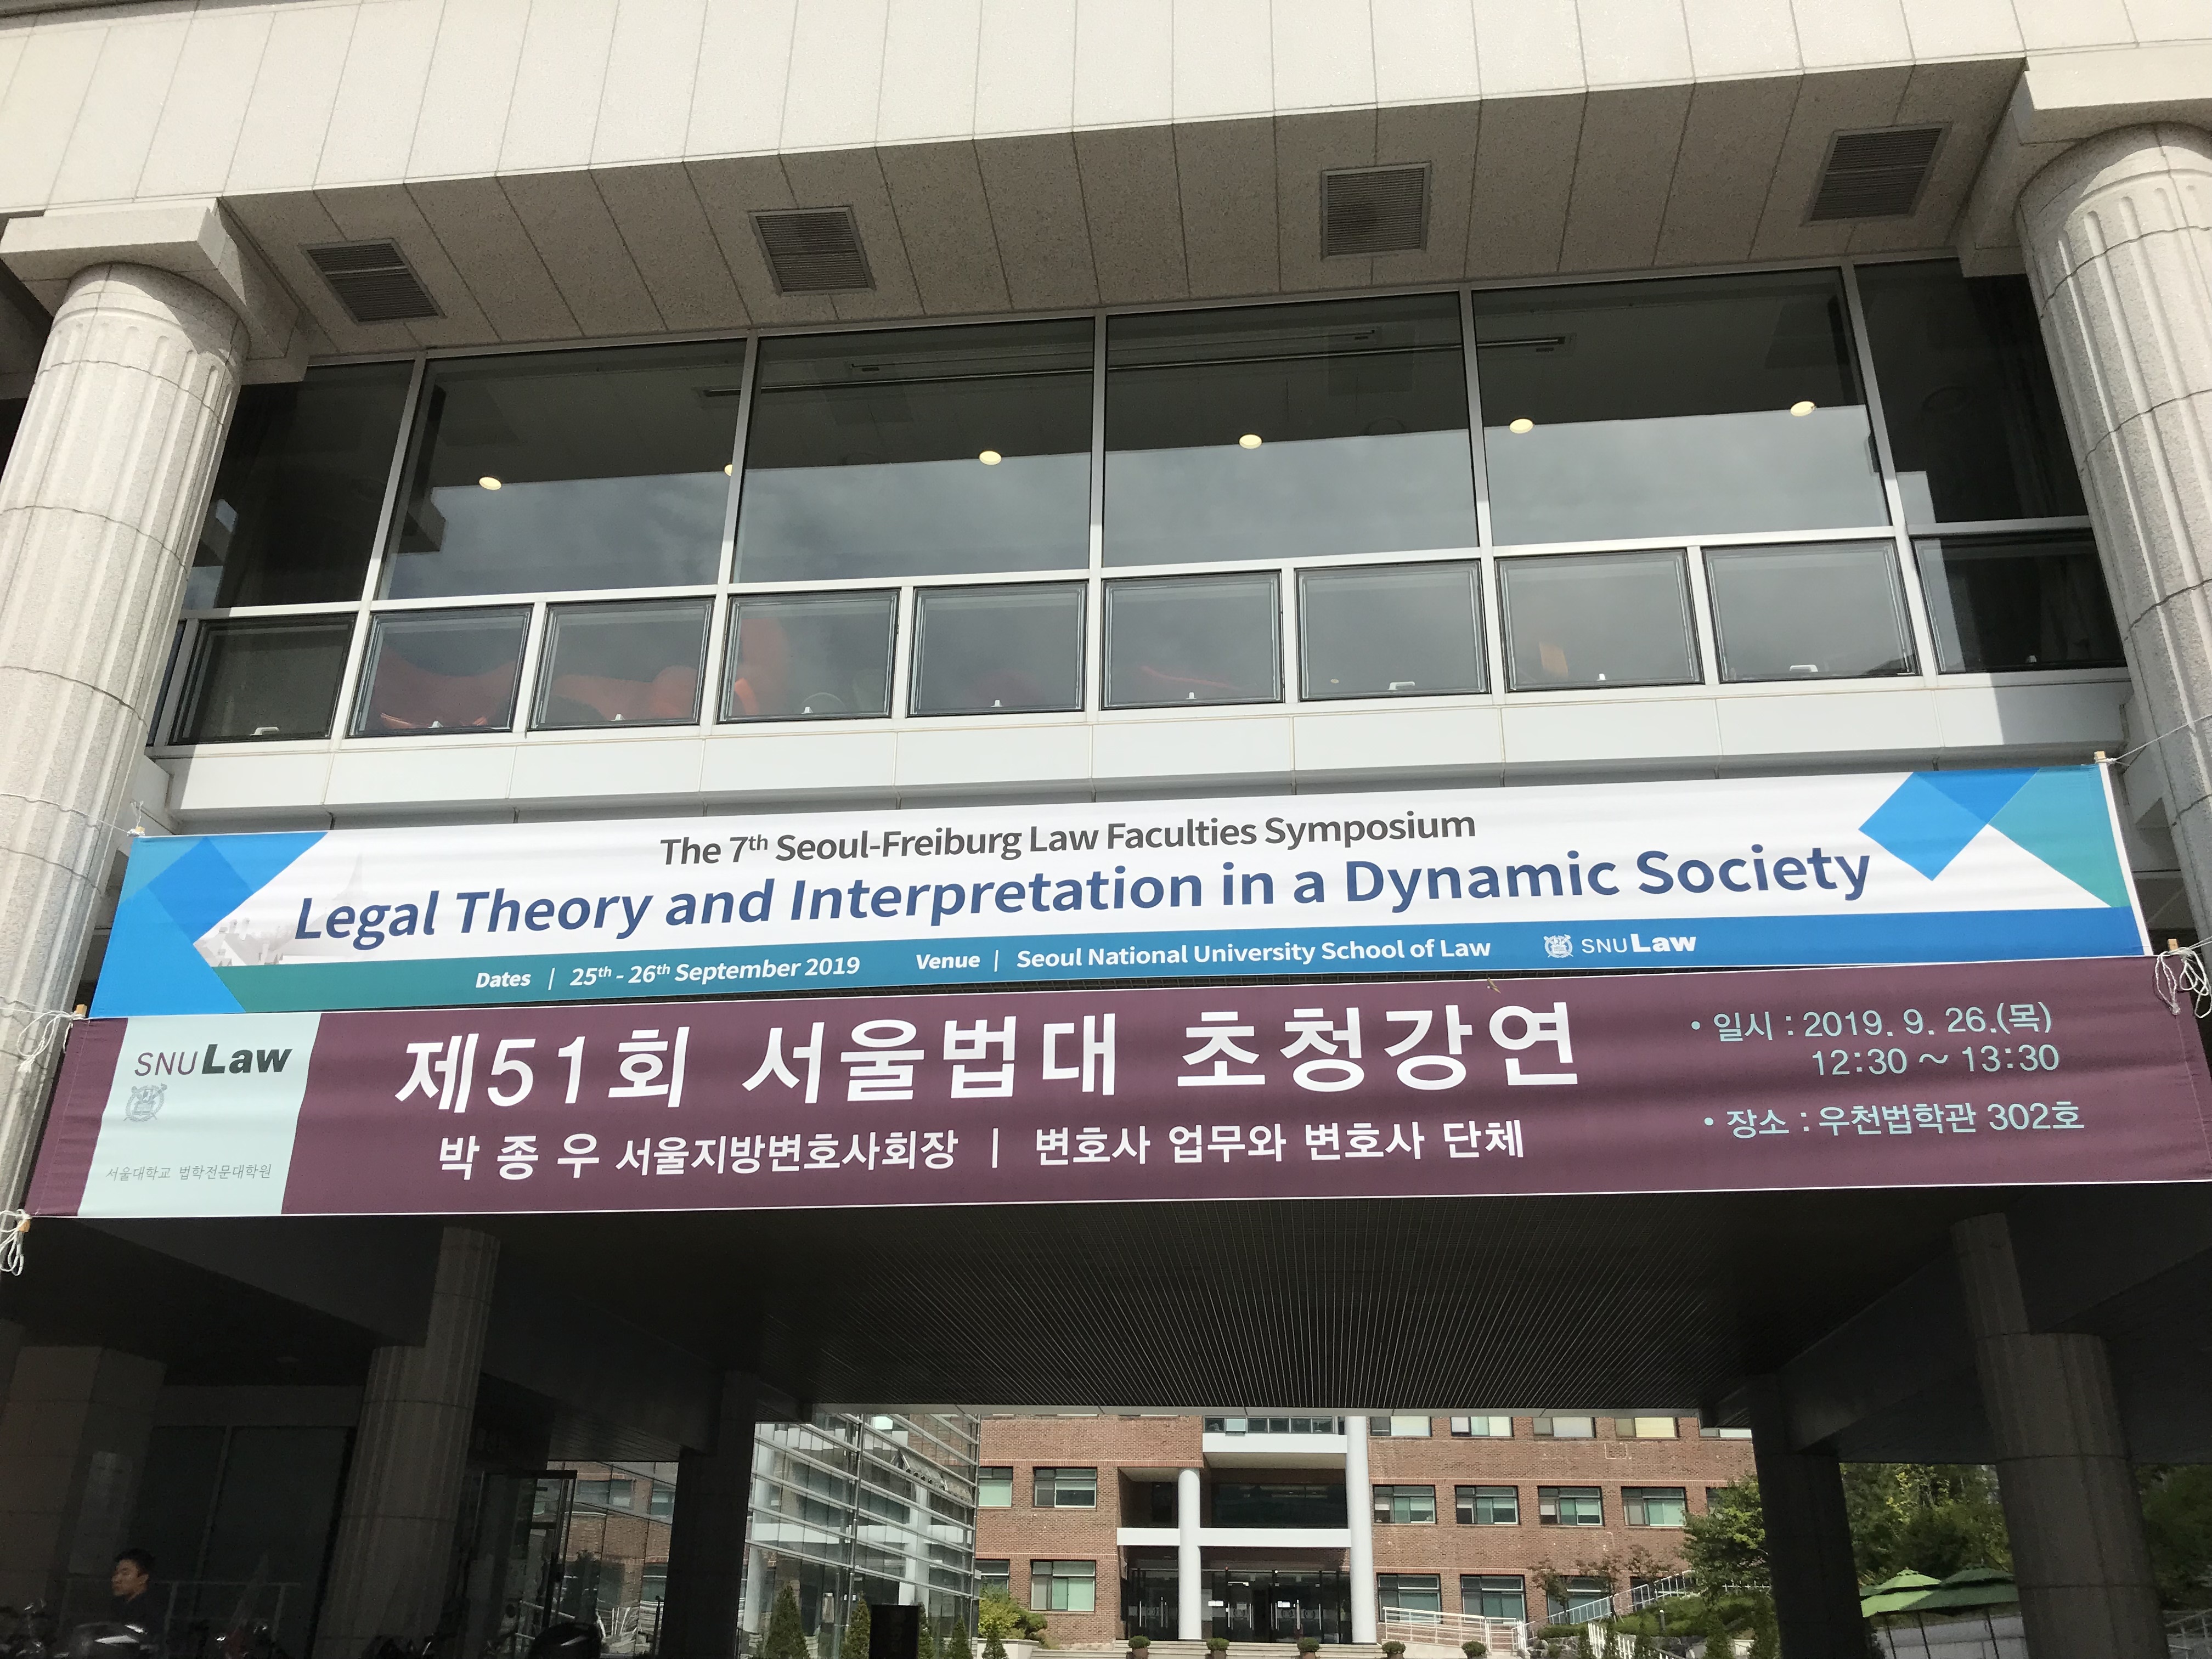 The 7th Seoul-Freiburg Law Faculties Symposium
Legal Theory and Interpretation in a Dynamic Society
Dates | 25th - 26th September 2019 Venue | Seoul National University School of Law SNU Law
SNU Law
서울대학교 법학전문대학원
제51회 서울법대 초청강연
박 종 우 서울지방변호사회장 | 변호사 업무와 변호사 단체
• 일시 : 2019. 9. 26.(목)
12:30 ~ 13:30
• 장소 : 우천법학관 302호